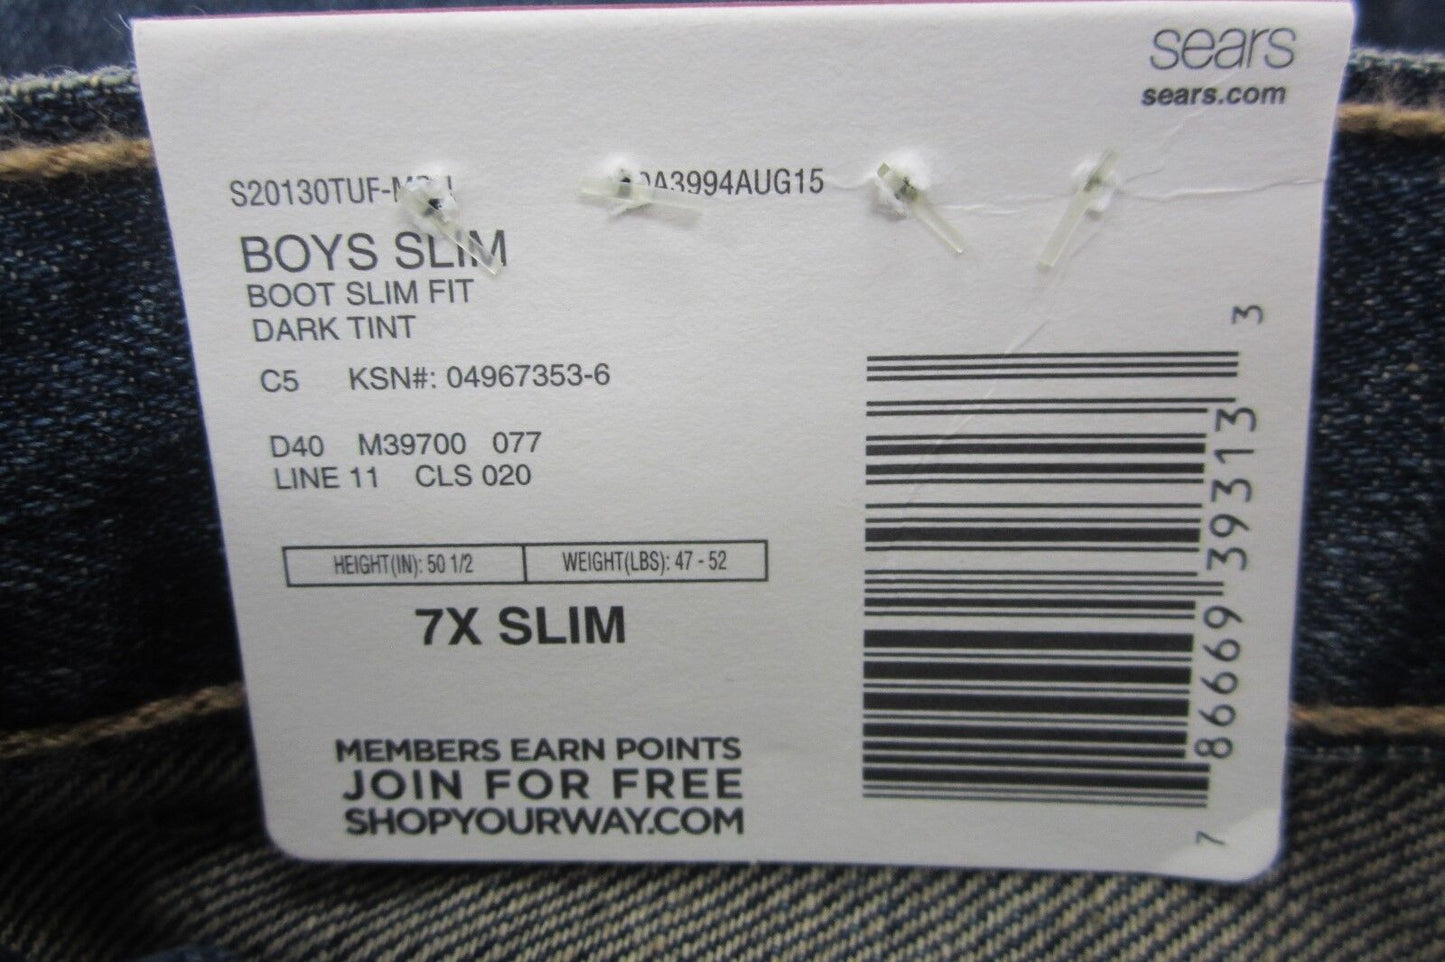 sears
sears.com
A3994AUG15
BOYS SLIM
BOOT SLIM FIT
DARK TINT
C5 KSN#: 04967353-6
D40 M39700 077
LINE 11 CLS 020
HEIGHT(IN): 50 1/2 WEIGHT(LBS): 47 - 52
7X SLIM
MEMBERS EARN POINTS
JOIN FOR FREE
SHOPYOURWAY.COM
7 86669 39313 3